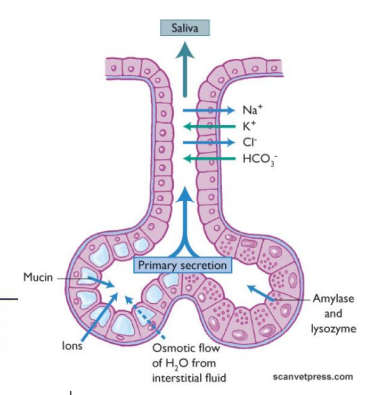 Saliva
Na⁺
K⁺
Cl⁻
HCO₃⁻
Primary secretion
Mucin
Ions
Osmotic flow
of H₂O from
interstitial fluid
Amylase
and
lysozyme
scanvetpress.com